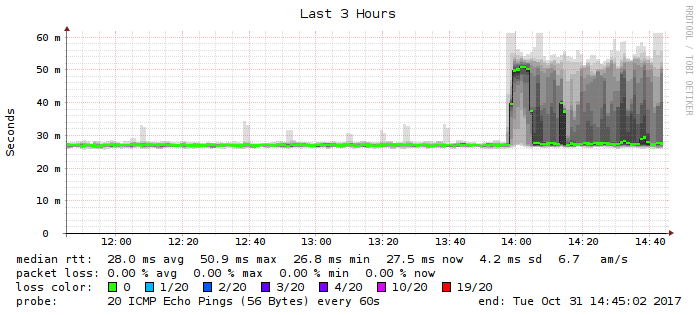 Last 3 Hours
RRDTOOL / TOBI OETIKER
Seconds
60 m
50 m
40 m
30 m
20 m
10 m
0
12:00 12:20 12:40 13:00 13:20 13:40 14:00 14:20 14:40
median rtt: 28.0 ms avg 50.9 ms max 26.8 ms min 27.5 ms now 4.2 ms sd 6.7 am/s
packet loss: 0.00 % avg 0.00 % max 0.00 % min 0.00 % now
loss color: 0 1/20 2/20 3/20 4/20 10/20 19/20
probe: 20 ICMP Echo Pings (56 Bytes) every 60s end: Tue Oct 31 14:45:02 2017